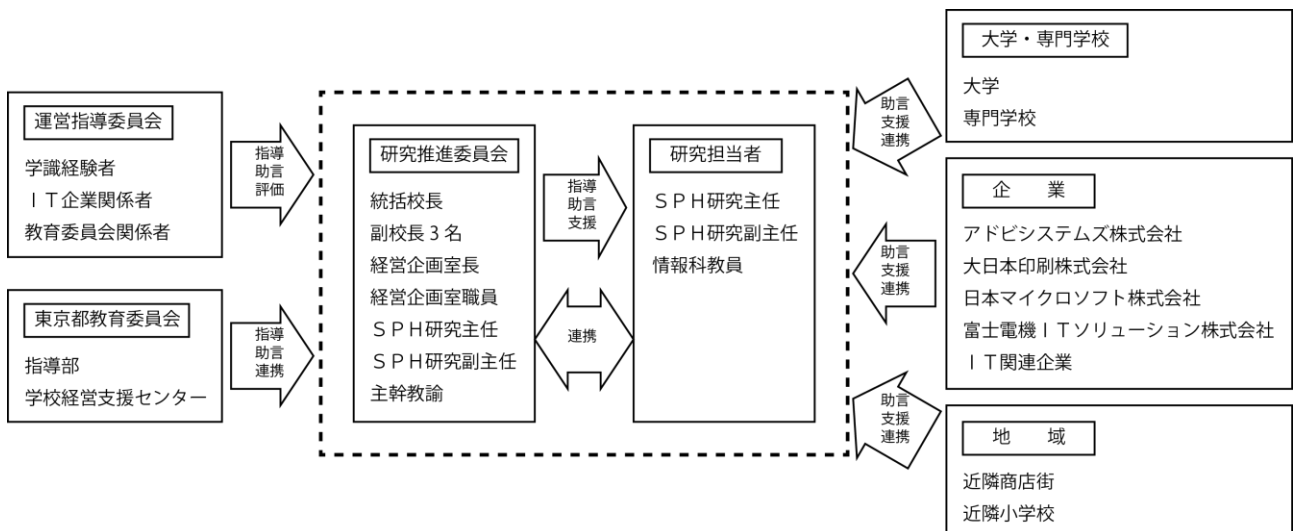 運営指導委員会
学識経験者
ＩＴ企業関係者
教育委員会関係者
指導
助言
評価
東京都教育委員会
指導部
学校経営支援センター
指導
助言
連携
研究推進委員会
統括校長
副校長３名
経営企画室長
経営企画室職員
ＳＰＨ研究主任
ＳＰＨ研究副主任
主幹教諭
指導
助言
支援
連携
研究担当者
ＳＰＨ研究主任
ＳＰＨ研究副主任
情報科教員
助言
支援
連携
大学・専門学校
大学
専門学校
助言
支援
連携
企　業
アドビシステムズ株式会社
大日本印刷株式会社
日本マイクロソフト株式会社
富士電機ＩＴソリューション株式会社
ＩＴ関連企業
助言
支援
連携
地　域
近隣商店街
近隣小学校